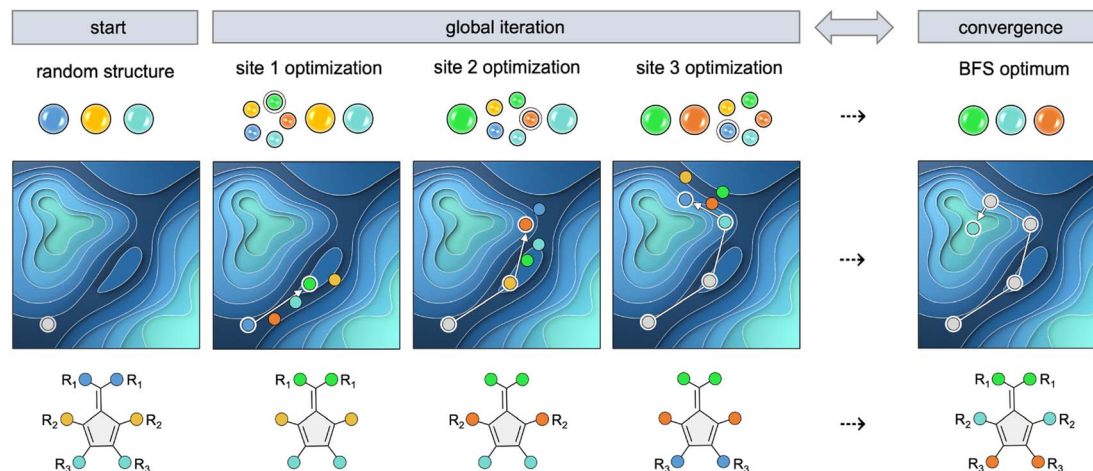 start
global iteration
convergence
random structure
site 1 optimization
site 2 optimization
site 3 optimization
BFS optimum
R₁ R₁
R₂ R₂
R₃ R₃
R₁ R₁
R₂ R₂
R₃ R₃
R₁ R₁
R₂ R₂
R₃ R₃